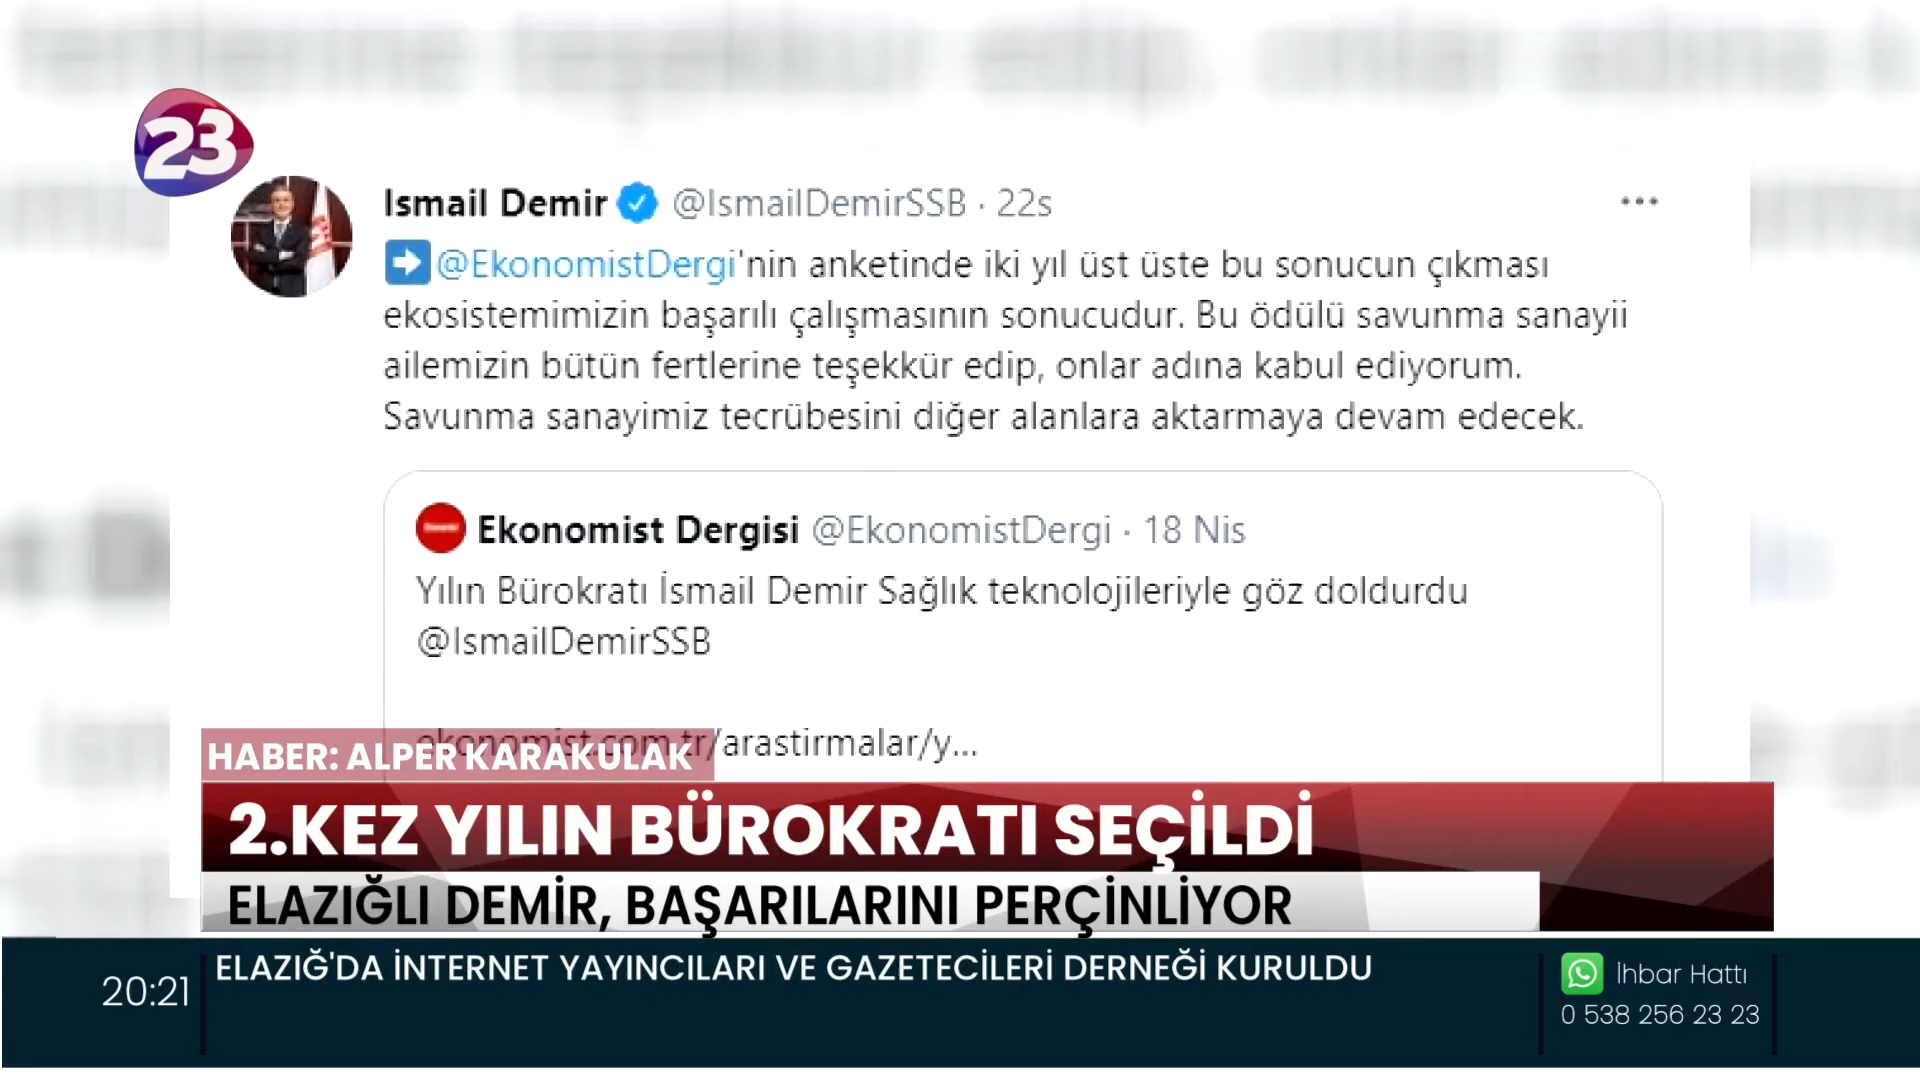 23
Ismail Demir @IsmailDemirSSB · 22s
@EkonomistDergi'nin anketinde iki yıl üst üste bu sonucun çıkması
ekosistemimizin başarılı çalışmasının sonucudur. Bu ödülü savunma sanayii
ailemizin bütün fertlerine teşekkür edip, onlar adına kabul ediyorum.
Savunma sanayimiz tecrübesini diğer alanlara aktarmaya devam edecek.
Ekonomist Dergisi @EkonomistDergi · 18 Nis
Yılın Bürokratı İsmail Demir Sağlık teknolojileriyle göz doldurdu
@IsmailDemirSSB
ekonomist.com.tr/arastirmalar/y...
HABER: ALPER KARAKULAK
2.KEZ YILIN BÜROKRATI SEÇİLDİ
ELAZIĞLI DEMİR, BAŞARILARINI PERÇİNLİYOR
20:21
ELAZIĞ'DA İNTERNET YAYINCILARI VE GAZETECİLERİ DERNEĞİ KURULDU
İhbar Hattı
0 538 256 23 23